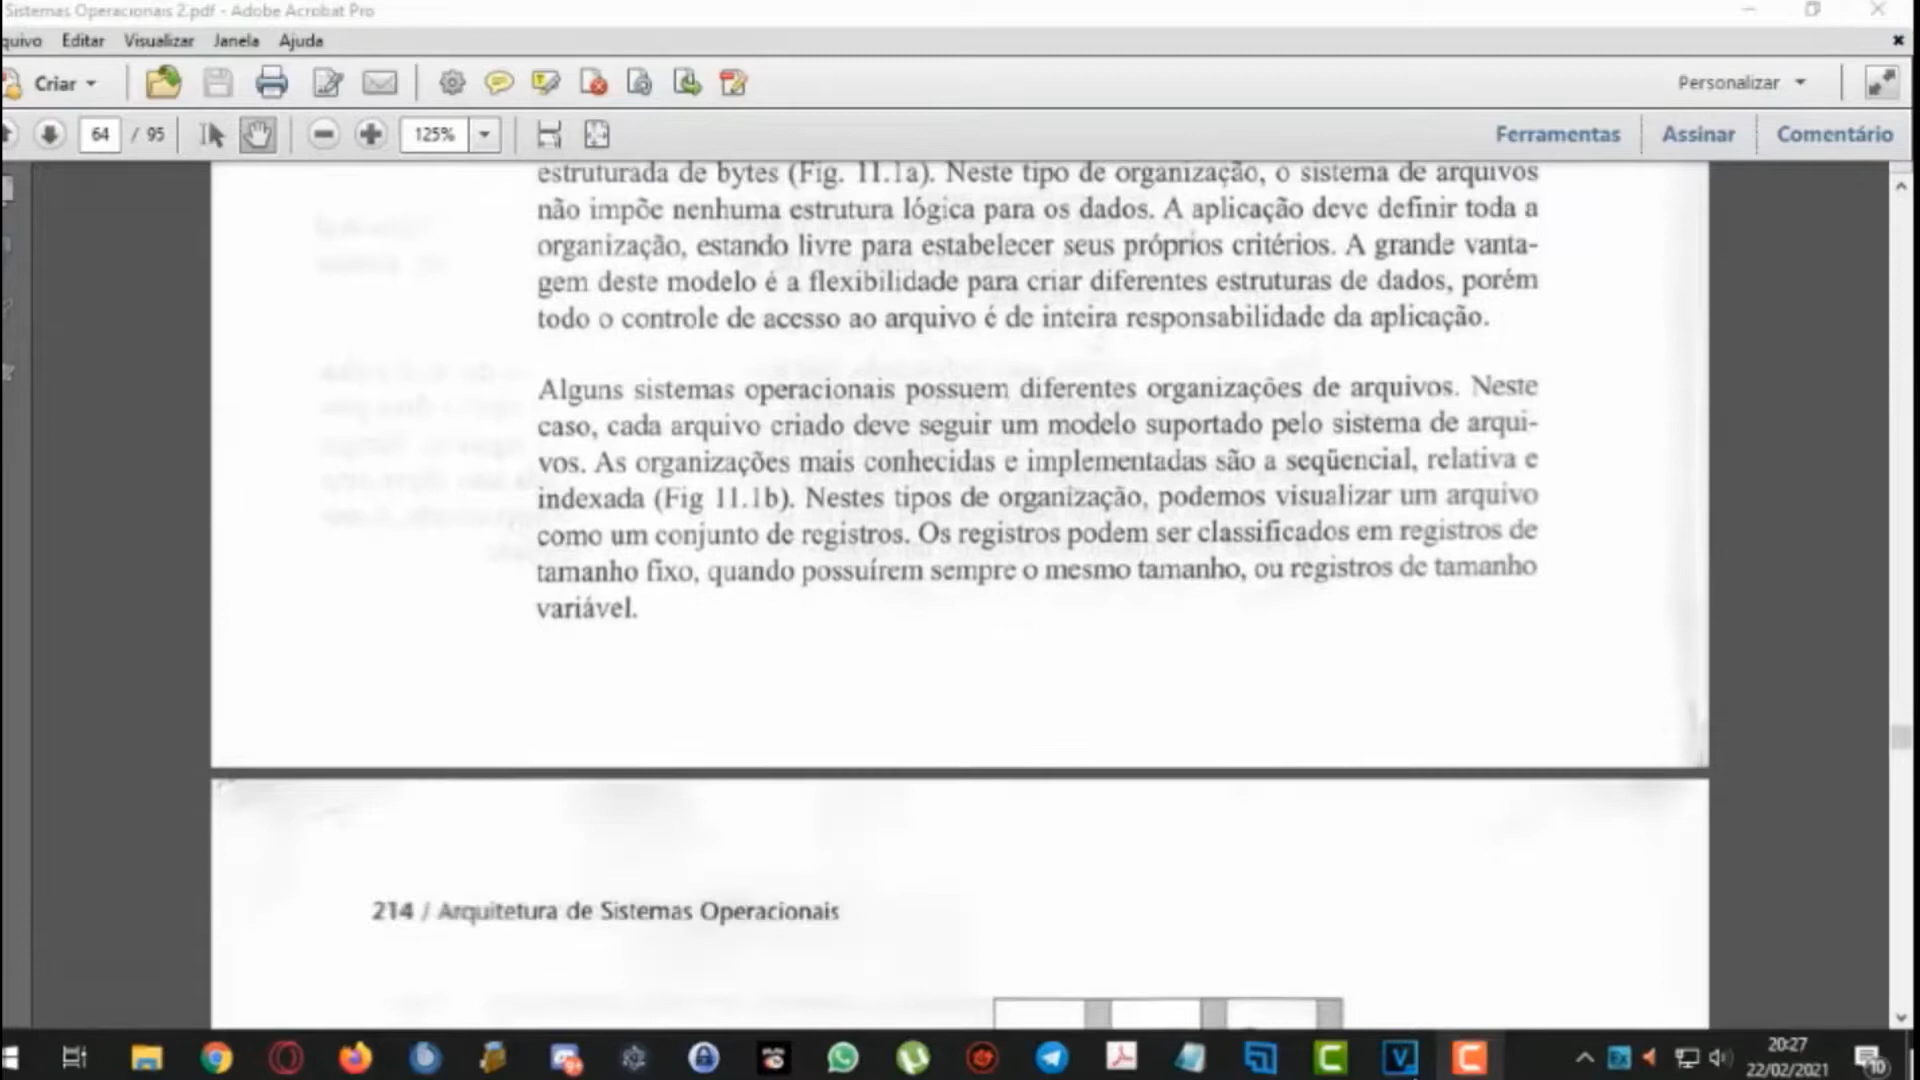 Sistemas Operacionais 2.pdf - Adobe Acrobat Pro
quivo Editar Visualizar Janela Ajuda
Criar
Personalizar
64 / 95
125%
Ferramentas
Assinar
Comentário
estruturada de bytes (Fig. 11.1a). Neste tipo de organização, o sistema de arquivos
não impõe nenhuma estrutura lógica para os dados. A aplicação deve definir toda a
organização, estando livre para estabelecer seus próprios critérios. A grande vanta-
gem deste modelo é a flexibilidade para criar diferentes estruturas de dados, porém
todo o controle de acesso ao arquivo é de inteira responsabilidade da aplicação.
Alguns sistemas operacionais possuem diferentes organizações de arquivos. Neste
caso, cada arquivo criado deve seguir um modelo suportado pelo sistema de arqui-
vos. As organizações mais conhecidas e implementadas são a seqüencial, relativa e
indexada (Fig 11.1b). Nestes tipos de organização, podemos visualizar um arquivo
como um conjunto de registros. Os registros podem ser classificados em registros de
tamanho fixo, quando possuírem sempre o mesmo tamanho, ou registros de tamanho
variável.
214 / Arquitetura de Sistemas Operacionais
20:27
22/02/2021
10